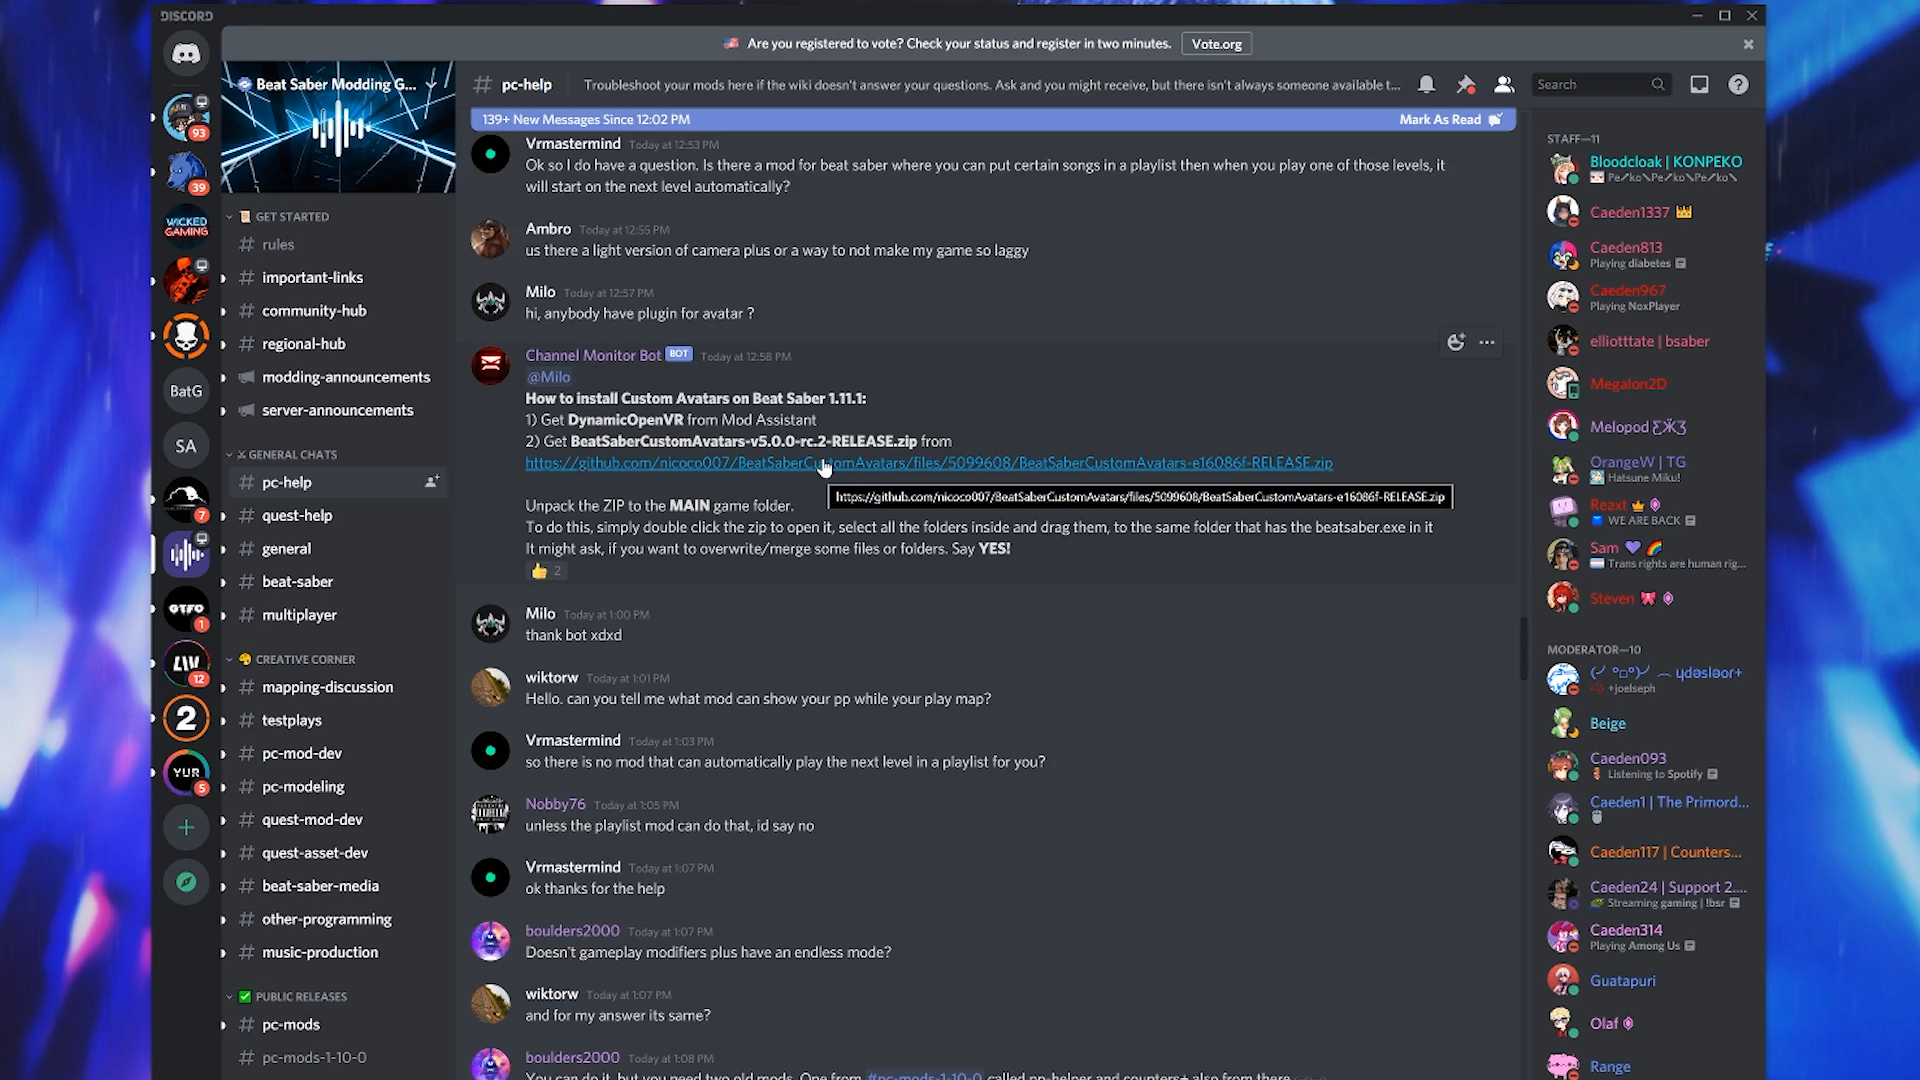 DISCORD
Are you registered to vote? Check your status and register in two minutes.
Vote.org
Beat Saber Modding G...
pc-help
Troubleshoot your mods here if the wiki doesn't answer your questions. Ask and you might receive, but there isn't always someone available t...
Search
139+ New Messages Since 12:02 PM
Mark As Read
93
39
WICKED GAMING
BatG
SA
7
GTFO
1
LIV
12
2
YUR
5
GET STARTED
rules
important-links
community-hub
regional-hub
modding-announcements
server-announcements
GENERAL CHATS
pc-help
quest-help
general
beat-saber
multiplayer
CREATIVE CORNER
mapping-discussion
testplays
pc-mod-dev
pc-modeling
quest-mod-dev
quest-asset-dev
beat-saber-media
other-programming
music-production
PUBLIC RELEASES
pc-mods
pc-mods-1-10-0
Vrmastermind Today at 12:53 PM
Ok so I do have a question. Is there a mod for beat saber where you can put certain songs in a playlist then when you play one of those levels, it
will start on the next level automatically?
Ambro Today at 12:55 PM
us there a light version of camera plus or a way to not make my game so laggy
Milo Today at 12:57 PM
hi, anybody have plugin for avatar ?
Channel Monitor Bot BOT Today at 12:58 PM
@Milo
How to install Custom Avatars on Beat Saber 1.11.1:
1) Get DynamicOpenVR from Mod Assistant
2) Get BeatSaberCustomAvatars-v5.0.0-rc.2-RELEASE.zip from
https://github.com/nicoco007/BeatSaberCustomAvatars/files/5099608/BeatSaberCustomAvatars-e16086f-RELEASE.zip
https://github.com/nicoco007/BeatSaberCustomAvatars/files/5099608/BeatSaberCustomAvatars-e16086f-RELEASE.zip
Unpack the ZIP to the MAIN game folder.
To do this, simply double click the zip to open it, select all the folders inside and drag them, to the same folder that has the beatsaber.exe in it
It might ask, if you want to overwrite/merge some files or folders. Say YES!
2
Milo Today at 1:00 PM
thank bot xdxd
wiktorw Today at 1:01 PM
Hello. can you tell me what mod can show your pp while your play map?
Vrmastermind Today at 1:03 PM
so there is no mod that can automatically play the next level in a playlist for you?
Nobby76 Today at 1:05 PM
unless the playlist mod can do that, id say no
Vrmastermind Today at 1:07 PM
ok thanks for the help
boulders2000 Today at 1:07 PM
Doesn't gameplay modifiers plus have an endless mode?
wiktorw Today at 1:07 PM
and for my answer its same?
boulders2000 Today at 1:08 PM
You can do it, but you need two old mods. One from #pc-mods-1-10-0 called pp-helper and counters+ also from there
STAFF—11
Bloodcloak | KONPEKO
Caeden1337
Caeden813
Playing diabetes
Caeden967
Playing NoxPlayer
elliotttate | bsaber
Megalon2D
Melopod ƸӜƷ
OrangeW | TG
Hatsune Miku!
Reaxt
WE ARE BACK
Sam
Trans rights are human rig...
Steven
MODERATOR—10
+joelseph
Beige
Caeden093
Listening to Spotify
Caeden1 | The Primord...
Caeden117 | Counters...
Caeden24 | Support 2....
Streaming gaming | !bsr
Caeden314
Playing Among Us
Guatapuri
Olaf
Range